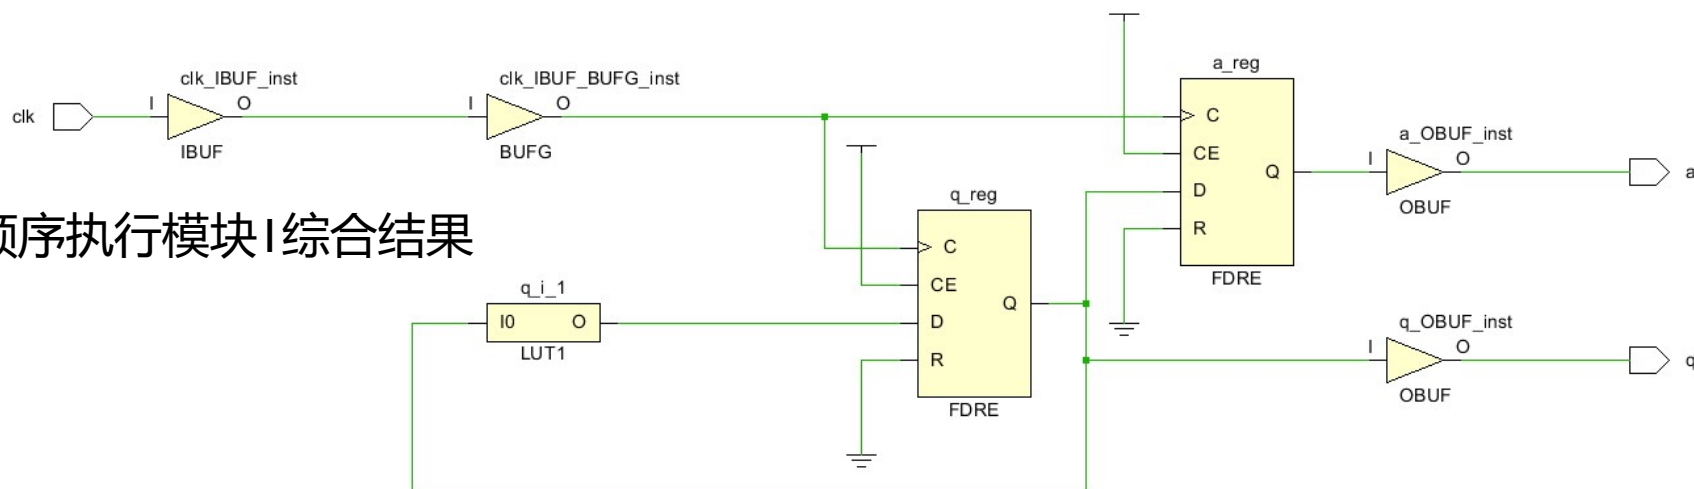 a_reg
clk_IBUF_inst
clk_IBUF_BUFG_inst
clk
I
O
I
O
IBUF
BUFG
C
CE
D
R
Q
FDRE
a_OBUF_inst
I
O
OBUF
a
序执行模块I综合结果
q_reg
C
CE
D
R
Q
FDRE
q_i_1
I0
O
LUT1
q_OBUF_inst
I
O
OBUF
q